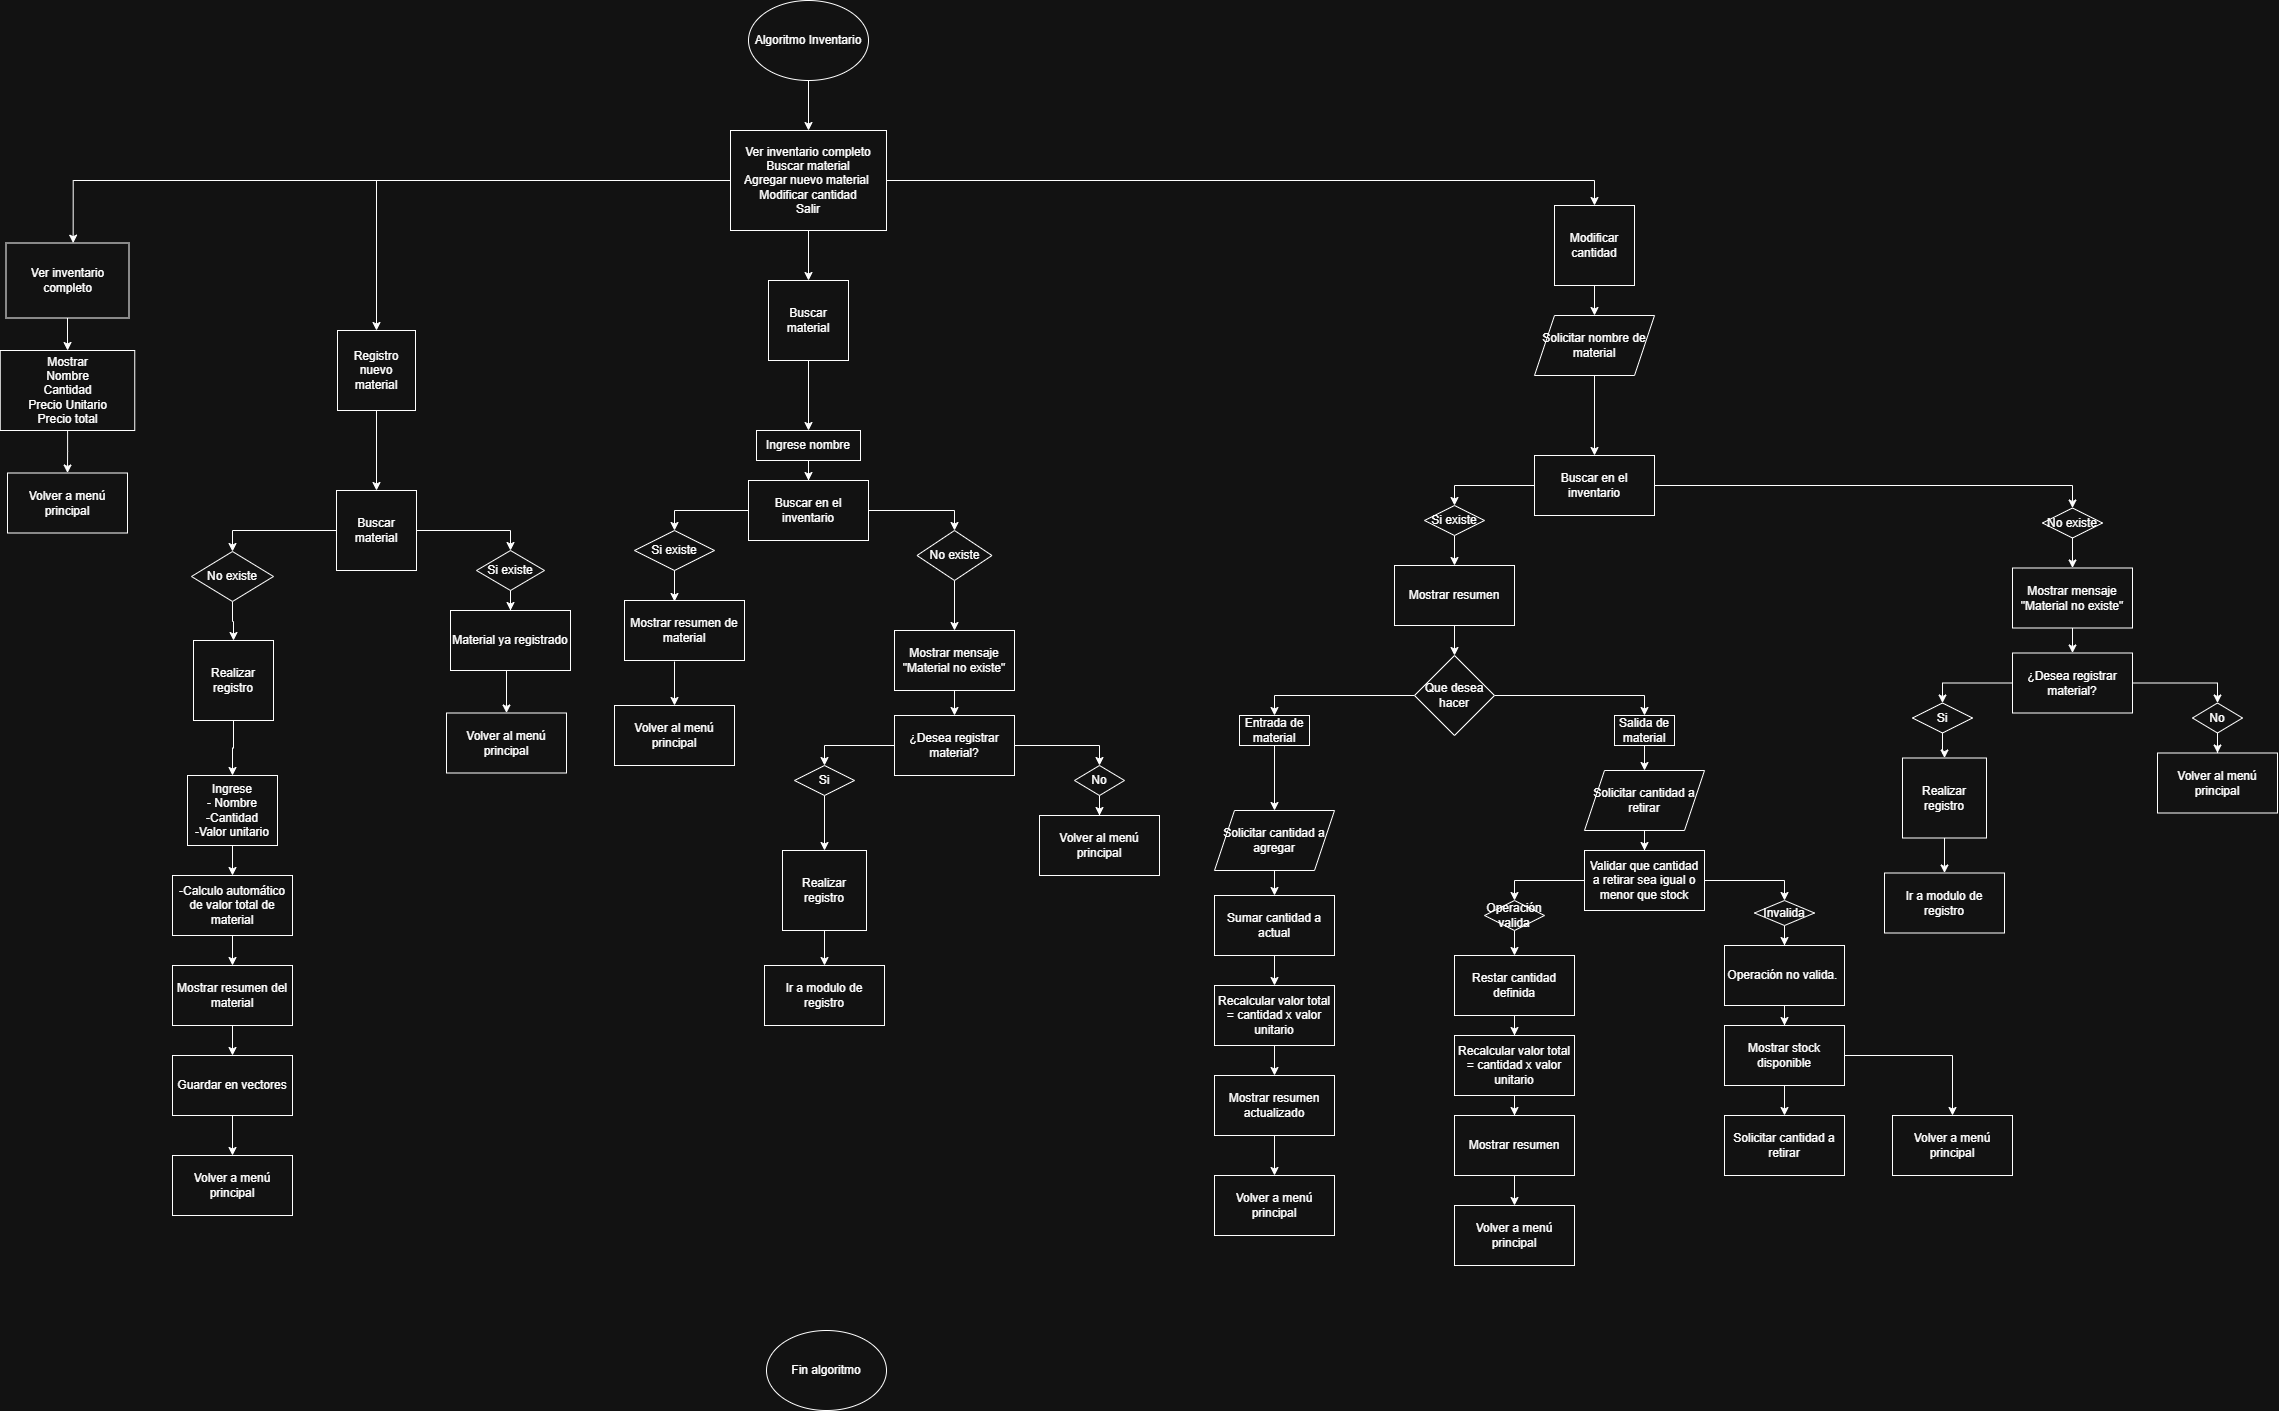 Algoritmo Inventario
Ver inventario completo
Buscar material
Agregar nuevo material
Modificar cantidad
Salir
Ver inventario
completo
Mostrar
Nombre
Cantidad
Precio Unitario
Precio total
Volver a menú
principal
Registro
nuevo
material
Buscar
material
No existe
Realizar
registro
Ingrese
- Nombre
-Cantidad
-Valor unitario
-Calculo automático
de valor total de
material
Mostrar resumen del
material
Guardar en vectores
Volver a menú
principal
Si existe
Material ya registrado
Volver al menú
principal
Buscar
material
Ingrese nombre
Buscar en el
inventario
Si existe
Mostrar resumen de
material
Volver al menú
principal
No existe
Mostrar mensaje
"Material no existe"
¿Desea registrar
material?
Si
Realizar
registro
Ir a modulo de
registro
No
Volver al menú
principal
Modificar
cantidad
Solicitar nombre de
material
Buscar en el
inventario
Si existe
Mostrar resumen
Que desea
hacer
Entrada de
material
Solicitar cantidad a
agregar
Sumar cantidad a
actual
Recalcular valor total
= cantidad x valor
unitario
Mostrar resumen
actualizado
Volver a menú
principal
Salida de
material
Solicitar cantidad a
retirar
Validar que cantidad
a retirar sea igual o
menor que stock
Operación
valida
Restar cantidad
definida
Recalcular valor total
= cantidad x valor
unitario
Mostrar resumen
Volver a menú
principal
Invalida
Operación no valida.
Mostrar stock
disponible
Solicitar cantidad a
retirar
Volver a menú
principal
No existe
Mostrar mensaje
"Material no existe"
¿Desea registrar
material?
Si
Realizar
registro
Ir a modulo de
registro
No
Volver al menú
principal
Fin algoritmo